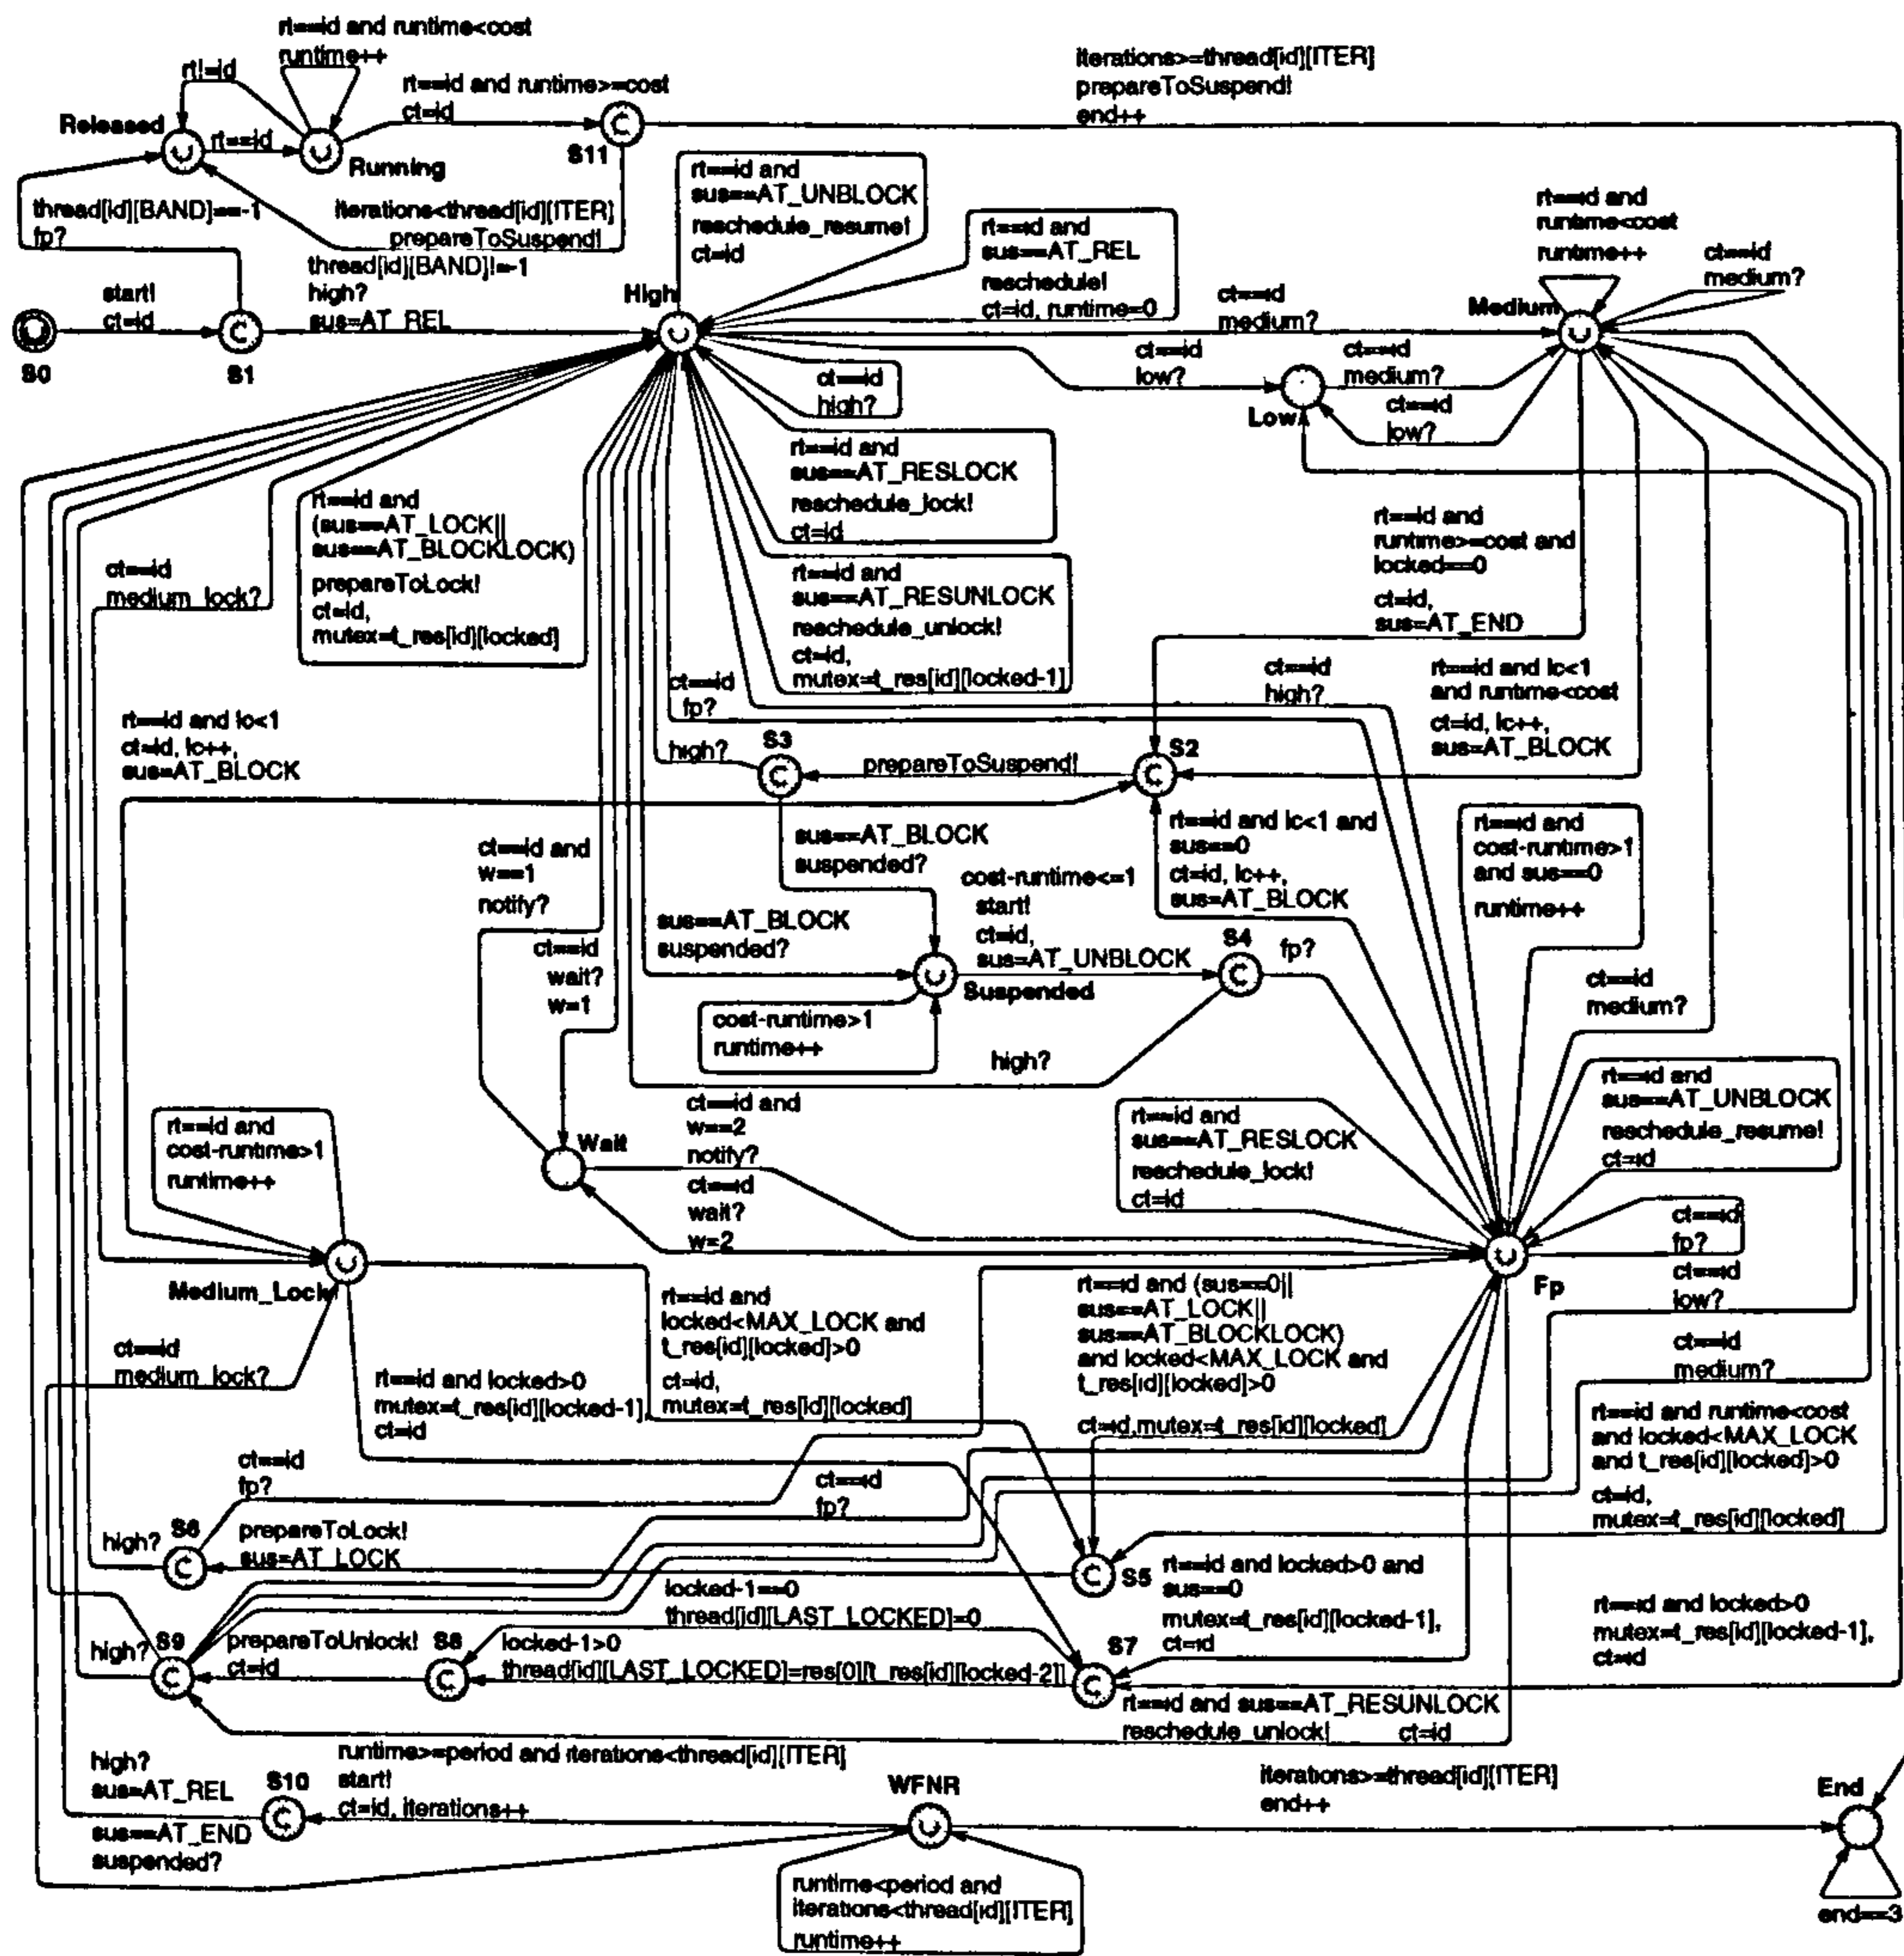 rt==id and runtime<cost
runtime++
rt!=id
rt==id and runtime>=cost
ct=id
iterations>=thread[id][ITER]
prepareToSuspend!
end++
Released
rt==id
Running
S11
thread[id][BAND]==-1
fp?
iterations<thread[id][ITER]
prepareToSuspend!
thread[id][BAND]!=-1
high?
sus=AT_REL
start!
ct=id
S0
S1
High
rt==id and
sus==AT_UNBLOCK
reschedule_resume!
ct=id
rt==id and
sus==AT_REL
reschedule!
ct=id, runtime=0
ct==id
medium?
rt==id and
runtime<cost
runtime++
ct==id
medium?
Medium
ct==id
low?
ct==id
medium?
Low
ct==id
low?
ct==id
high?
rt==id and
sus==AT_RESLOCK
reschedule_lock!
ct=id
rt==id and
(sus==AT_LOCK||
sus==AT_BLOCKLOCK)
prepareToLock!
ct=id,
mutex=t_res[id][locked]
ct==id
medium_lock?
rt==id and
sus==AT_RESUNLOCK
reschedule_unlock!
ct=id,
mutex=t_res[id][locked-1]
rt==id and
runtime>=cost and
locked==0
ct=id,
sus=AT_END
ct==id
fp?
ct==id
high?
rt==id and lc<1
and runtime<cost
ct=id, lc++,
sus=AT_BLOCK
rt==id and lc<1
ct=id, lc++,
sus=AT_BLOCK
high?
S3
prepareToSuspend!
S2
ct==id and
w==1
notify?
sus==AT_BLOCK
suspended?
rt==id and lc<1 and
sus==0
ct=id, lc++,
sus=AT_BLOCK
rt==id and
cost-runtime>1
and sus==0
runtime++
ct==id
wait?
w=1
sus==AT_BLOCK
suspended?
cost-runtime<=1
start!
ct=id,
sus=AT_UNBLOCK
S4
fp?
Suspended
cost-runtime>1
runtime++
high?
ct==id
medium?
rt==id and
cost-runtime>1
runtime++
Wait
ct==id and
w==2
notify?
ct==id
wait?
w=2
rt==id and
sus==AT_RESLOCK
reschedule_lock!
ct=id
rt==id and
sus==AT_UNBLOCK
reschedule_resume!
ct=id
ct==id
fp?
Fp
ct==id
low?
Medium_Lock
rt==id and
locked<MAX_LOCK and
t_res[id][locked]>0
ct=id,
mutex=t_res[id][locked]
rt==id and (sus==0||
sus==AT_LOCK||
sus==AT_BLOCKLOCK)
and locked<MAX_LOCK and
t_res[id][locked]>0
ct=id,mutex=t_res[id][locked]
ct==id
medium?
ct==id
medium_lock?
rt==id and locked>0
mutex=t_res[id][locked-1],
ct=id
rt==id and runtime<cost
and locked<MAX_LOCK
and t_res[id][locked]>0
ct=id,
mutex=t_res[id][locked]
ct==id
fp?
ct==id
fp?
high?
S6
prepareToLock!
sus=AT_LOCK
S5
rt==id and locked>0 and
sus==0
mutex=t_res[id][locked-1],
ct=id
locked-1==0
thread[id][LAST_LOCKED]=0
rt==id and locked>0
mutex=t_res[id][locked-1],
ct=id
high?
S9
prepareToUnlock!
ct=id
S8
locked-1>0
thread[id][LAST_LOCKED]=res[0][t_res[id][locked-2]]
S7
rt==id and sus==AT_RESUNLOCK
reschedule_unlock! ct=id
high?
sus=AT_REL
S10
runtime>=period and iterations<thread[id][ITER]
start!
ct=id, iterations++
WFNR
iterations>=thread[id][ITER]
end++
End
sus==AT_END
suspended?
runtime<period and
iterations<thread[id][ITER]
runtime++
end==3